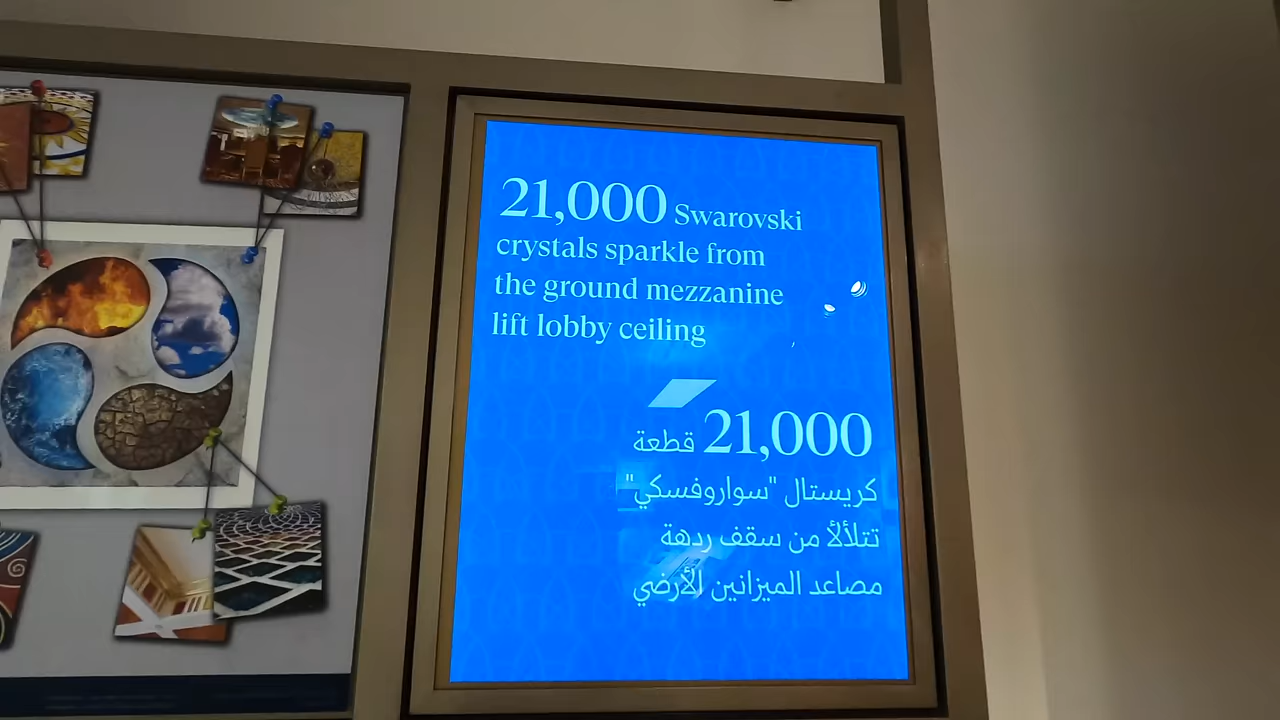 21,000 Swarovski
crystals sparkle from
the ground mezzanine
lift lobby ceiling
21,000 قطعة
كريستال "سواروفسكي"
تتلألأ من سقف ردهة
مصاعد الميزانين الأرضي